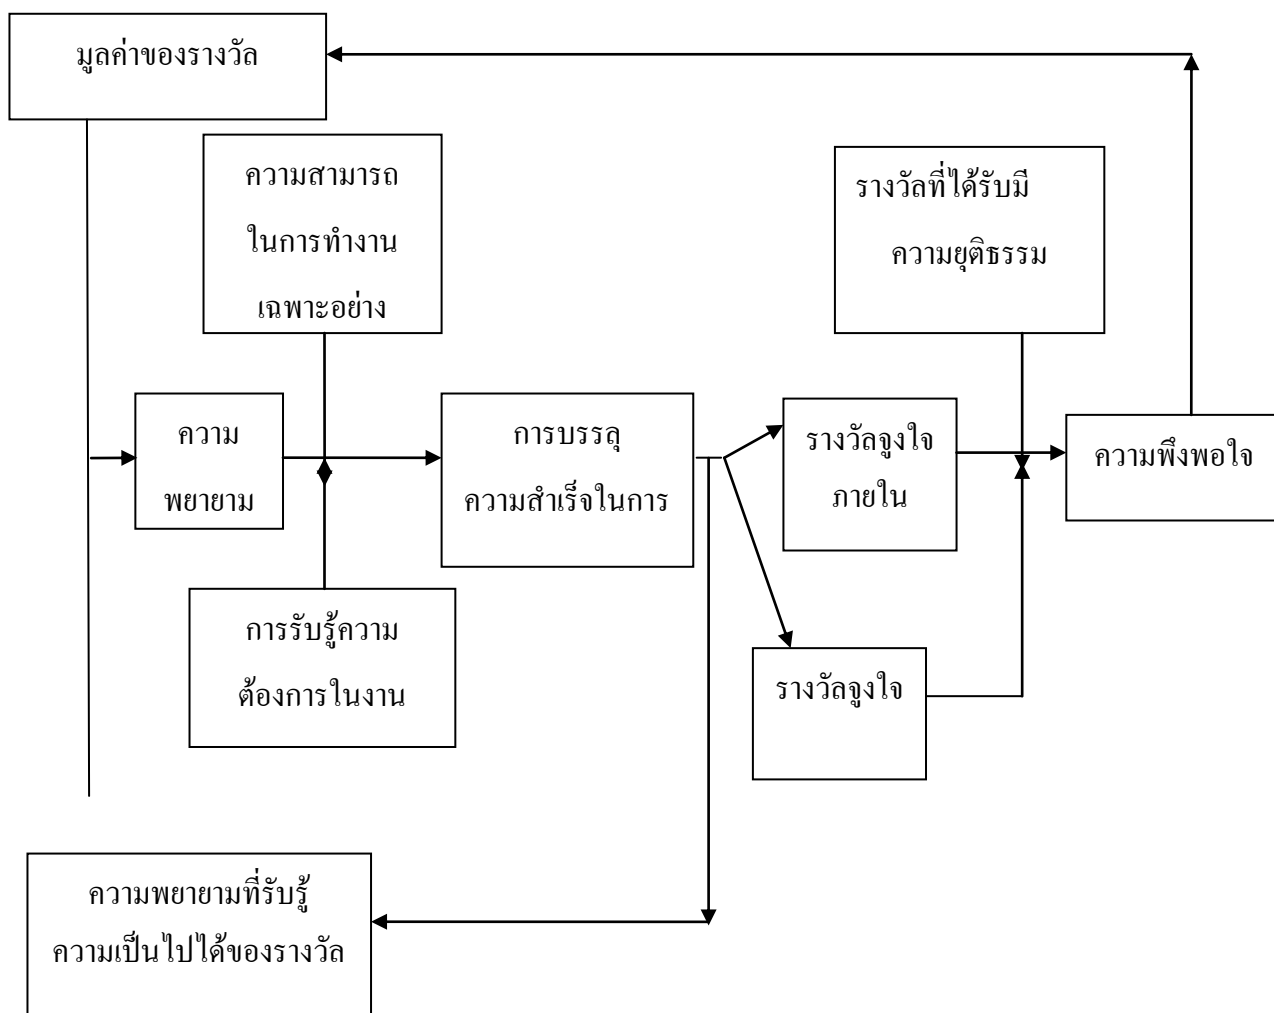 มูลค่าของรางวัล
ความสามารถ
ในการทำงาน
เฉพาะอย่าง
รางวัลที่ได้รับมี
ความยุติธรรม
ความ
พยายาม
การบรรลุ
ความสำเร็จในการ
รางวัลจูงใจ
ภายใน
ความพึงพอใจ
การรับรู้ความ
ต้องการในงาน
รางวัลจูงใจ
ความพยายามที่รับรู้
ความเป็นไปได้ของรางวัล